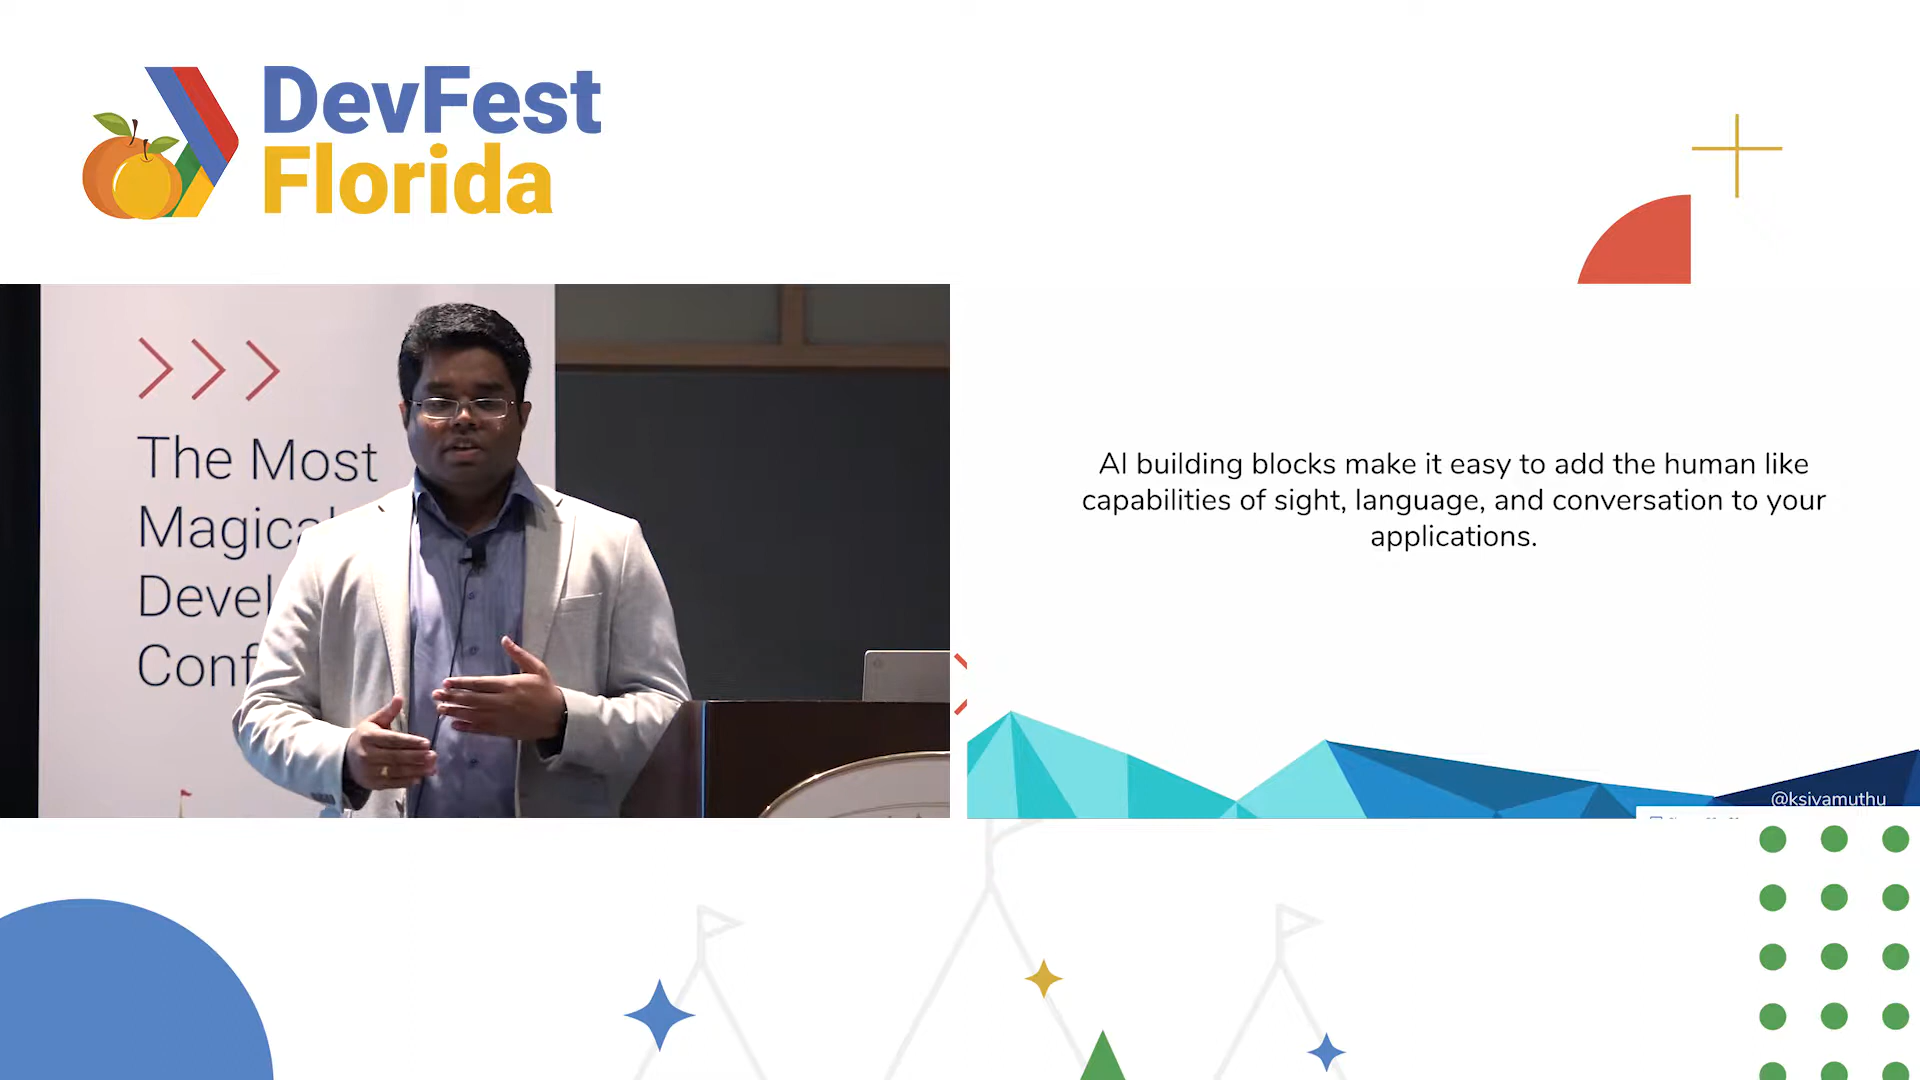 DevFest
Florida
The Most
Magical
Devel
Conf
AI building blocks make it easy to add the human like
capabilities of sight, language, and conversation to your
applications.
@ksivamuthu